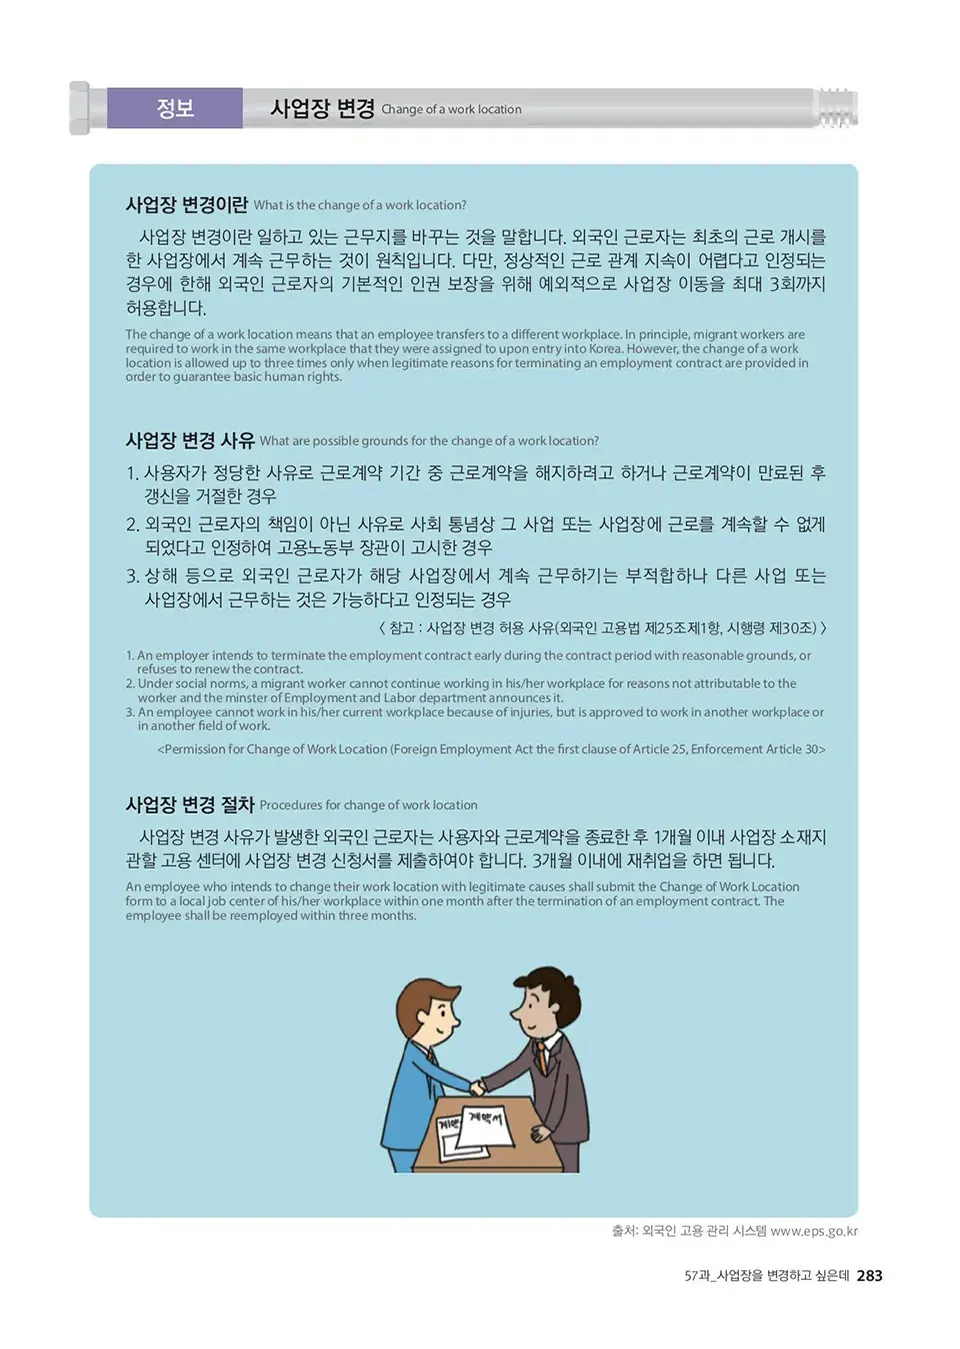 정보
사업장 변경 Change of a work location
사업장 변경이란 What is the change of a work location?
사업장 변경이란 일하고 있는 근무지를 바꾸는 것을 말합니다. 외국인 근로자는 최초의 근로 개시를
한 사업장에서 계속 근무하는 것이 원칙입니다. 다만, 정상적인 근로 관계 지속이 어렵다고 인정되는
경우에 한해 외국인 근로자의 기본적인 인권 보장을 위해 예외적으로 사업장 이동을 최대 3회까지
허용합니다.
The change of a work location means that an employee transfers to a different workplace. In principle, migrant workers are
required to work in the same workplace that they were assigned to upon entry into Korea. However, the change of a work
location is allowed up to three times only when legitimate reasons for terminating an employment contract are provided in
order to guarantee basic human rights.
사업장 변경 사유 What are possible grounds for the change of a work location?
1. 사용자가 정당한 사유로 근로계약 기간 중 근로계약을 해지하려고 하거나 근로계약이 만료된 후
갱신을 거절한 경우
2. 외국인 근로자의 책임이 아닌 사유로 사회 통념상 그 사업 또는 사업장에 근로를 계속할 수 없게
되었다고 인정하여 고용노동부 장관이 고시한 경우
3. 상해 등으로 외국인 근로자가 해당 사업장에서 계속 근무하기는 부적합하나 다른 사업 또는
사업장에서 근무하는 것은 가능하다고 인정되는 경우
〈 참고 : 사업장 변경 허용 사유(외국인 고용법 제25조제1항, 시행령 제30조) 〉
1. An employer intends to terminate the employment contract early during the contract period with reasonable grounds, or
refuses to renew the contract.
2. Under social norms, a migrant worker cannot continue working in his/her workplace for reasons not attributable to the
worker and the minster of Employment and Labor department announces it.
3. An employee cannot work in his/her current workplace because of injuries, but is approved to work in another workplace or
in another field of work.
<Permission for Change of Work Location (Foreign Employment Act the first clause of Article 25, Enforcement Article 30>
사업장 변경 절차 Procedures for change of work location
사업장 변경 사유가 발생한 외국인 근로자는 사용자와 근로계약을 종료한 후 1개월 이내 사업장 소재지
관할 고용 센터에 사업장 변경 신청서를 제출하여야 합니다. 3개월 이내에 재취업을 하면 됩니다.
An employee who intends to change their work location with legitimate causes shall submit the Change of Work Location
form to a local job center of his/her workplace within one month after the termination of an employment contract. The
employee shall be reemployed within three months.
계약
계약서
출처: 외국인 고용 관리 시스템 www.eps.go.kr
57과_사업장을 변경하고 싶은데 283